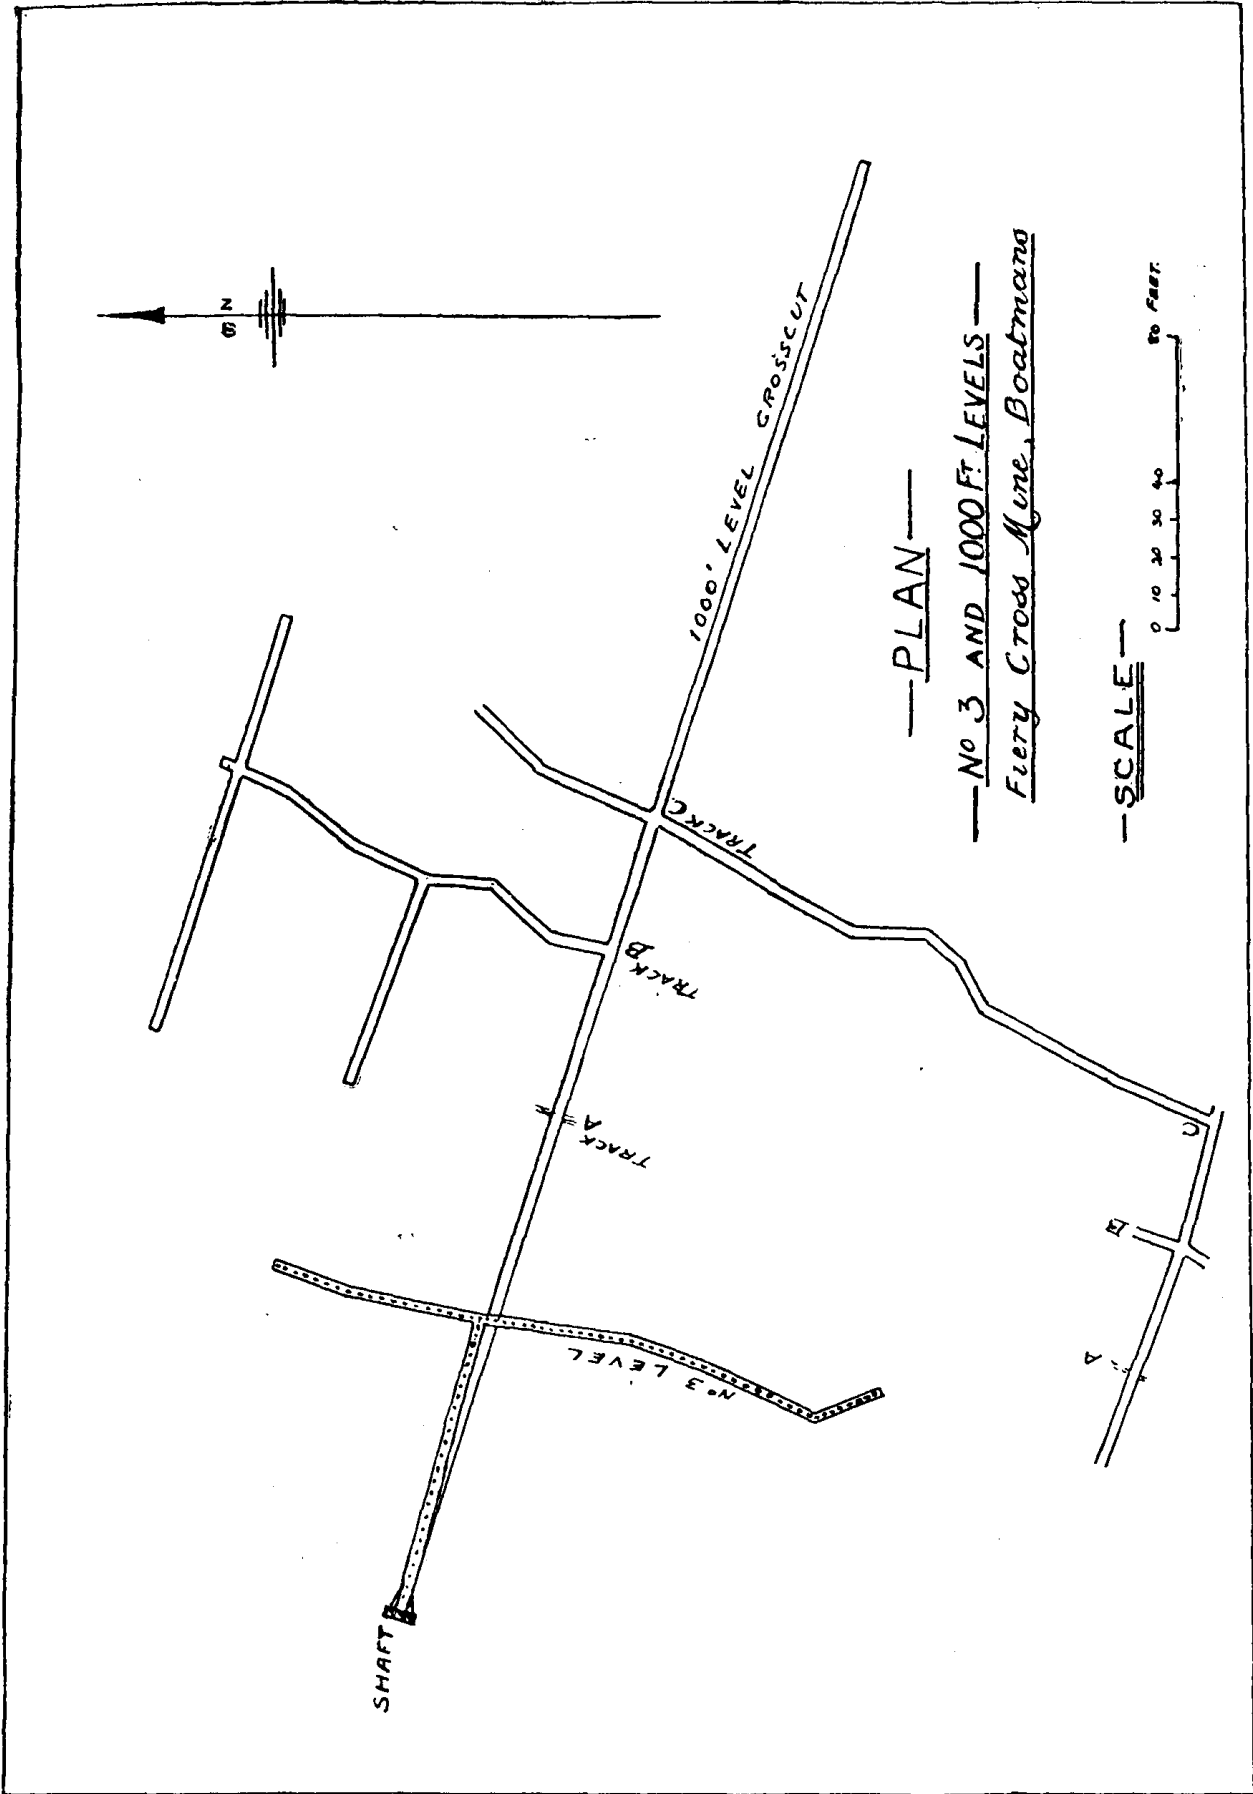 SHAFT
No 3 LEVEL
TRACK A
TRACK B
TRACK C
1000' LEVEL CROSSCUT
N
A
B
C
— PLAN —
— No 3 AND 1000 FT LEVELS —
Fiery Cross Mine, Boatmans
— SCALE —
0 10 20 30 40 80 FEET.